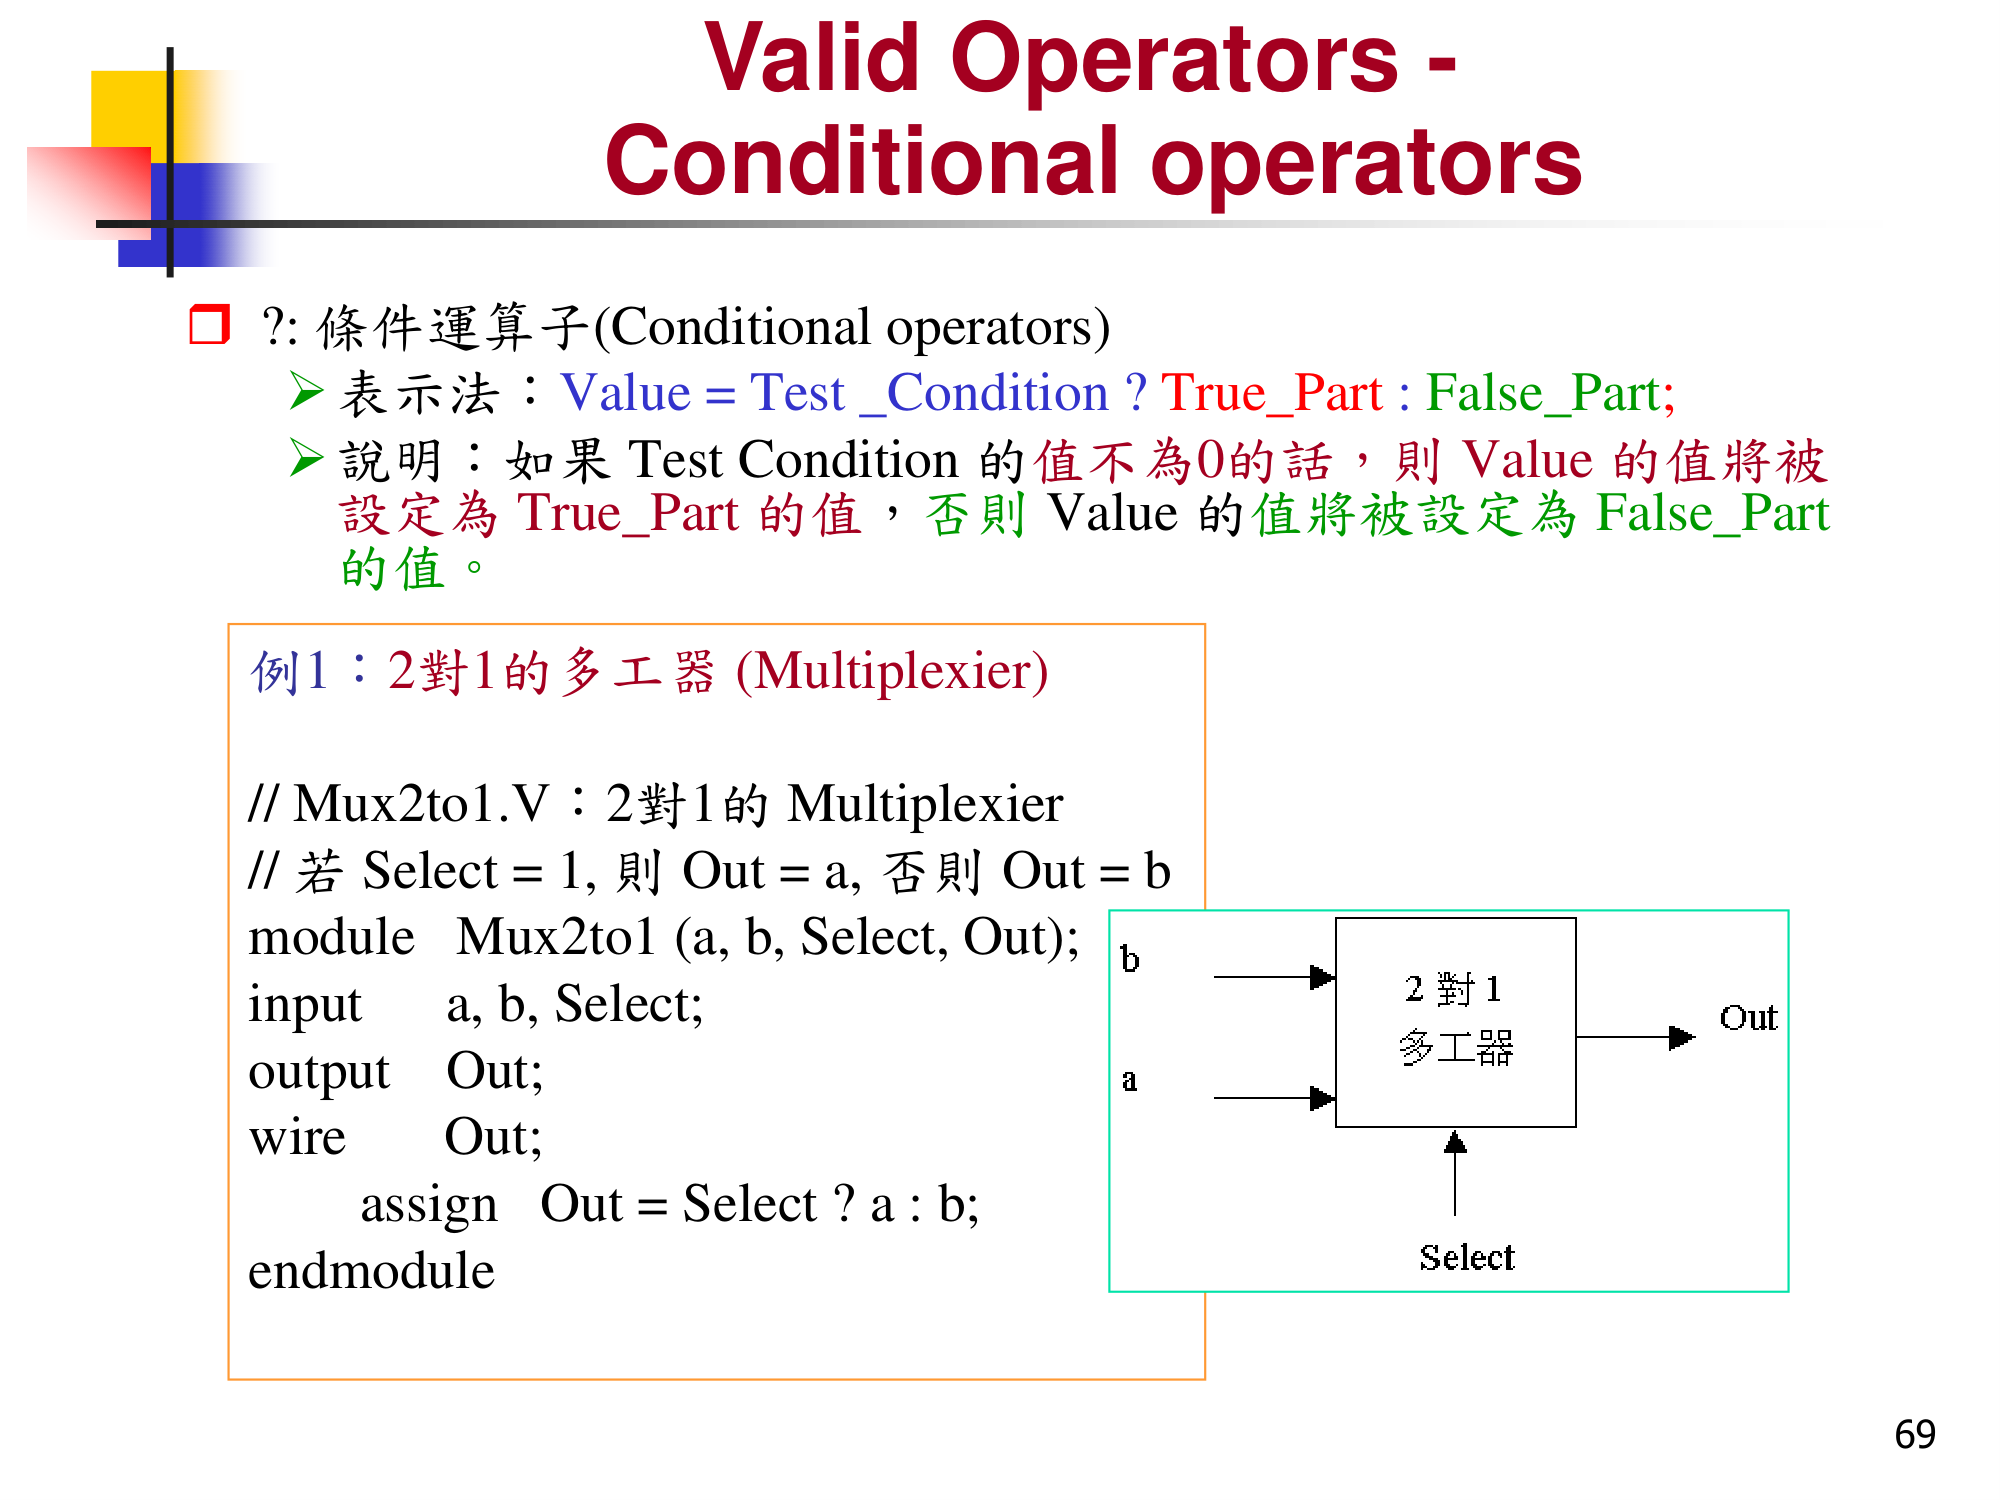 Valid Operators -
Conditional operators
?: 條件運算子(Conditional operators)
表示法：Value = Test _Condition ? True_Part : False_Part;
說明：如果 Test Condition 的值不為0的話，則 Value 的值將被
設定為 True_Part 的值，否則 Value 的值將被設定為 False_Part
的值。
例1：2對1的多工器 (Multiplexier)
// Mux2to1.V：2對1的 Multiplexier
// 若 Select = 1, 則 Out = a, 否則 Out = b
module Mux2to1 (a, b, Select, Out);
input a, b, Select;
output Out;
wire Out;
assign Out = Select ? a : b;
endmodule
b
2 對 1
多工器
Out
a
Select
69